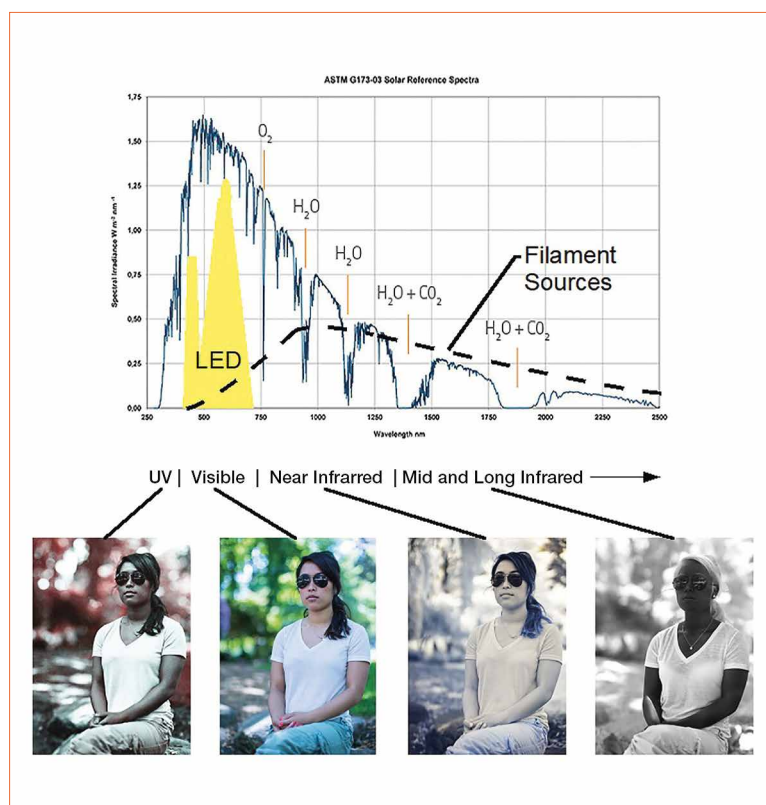 ASTM G173-03 Solar Reference Spectra
1,75
1,50
1,25
1,00
0,75
0,50
0,25
0,00
Spectral Irradiance W m⁻² nm⁻¹
O₂
H₂O
H₂O
H₂O + CO₂
H₂O + CO₂
Filament
Sources
LED
250 500 750 1000 1250 1500 1750 2000 2250 2500
Wavelength nm
UV | Visible | Near Infrarred | Mid and Long Infrared